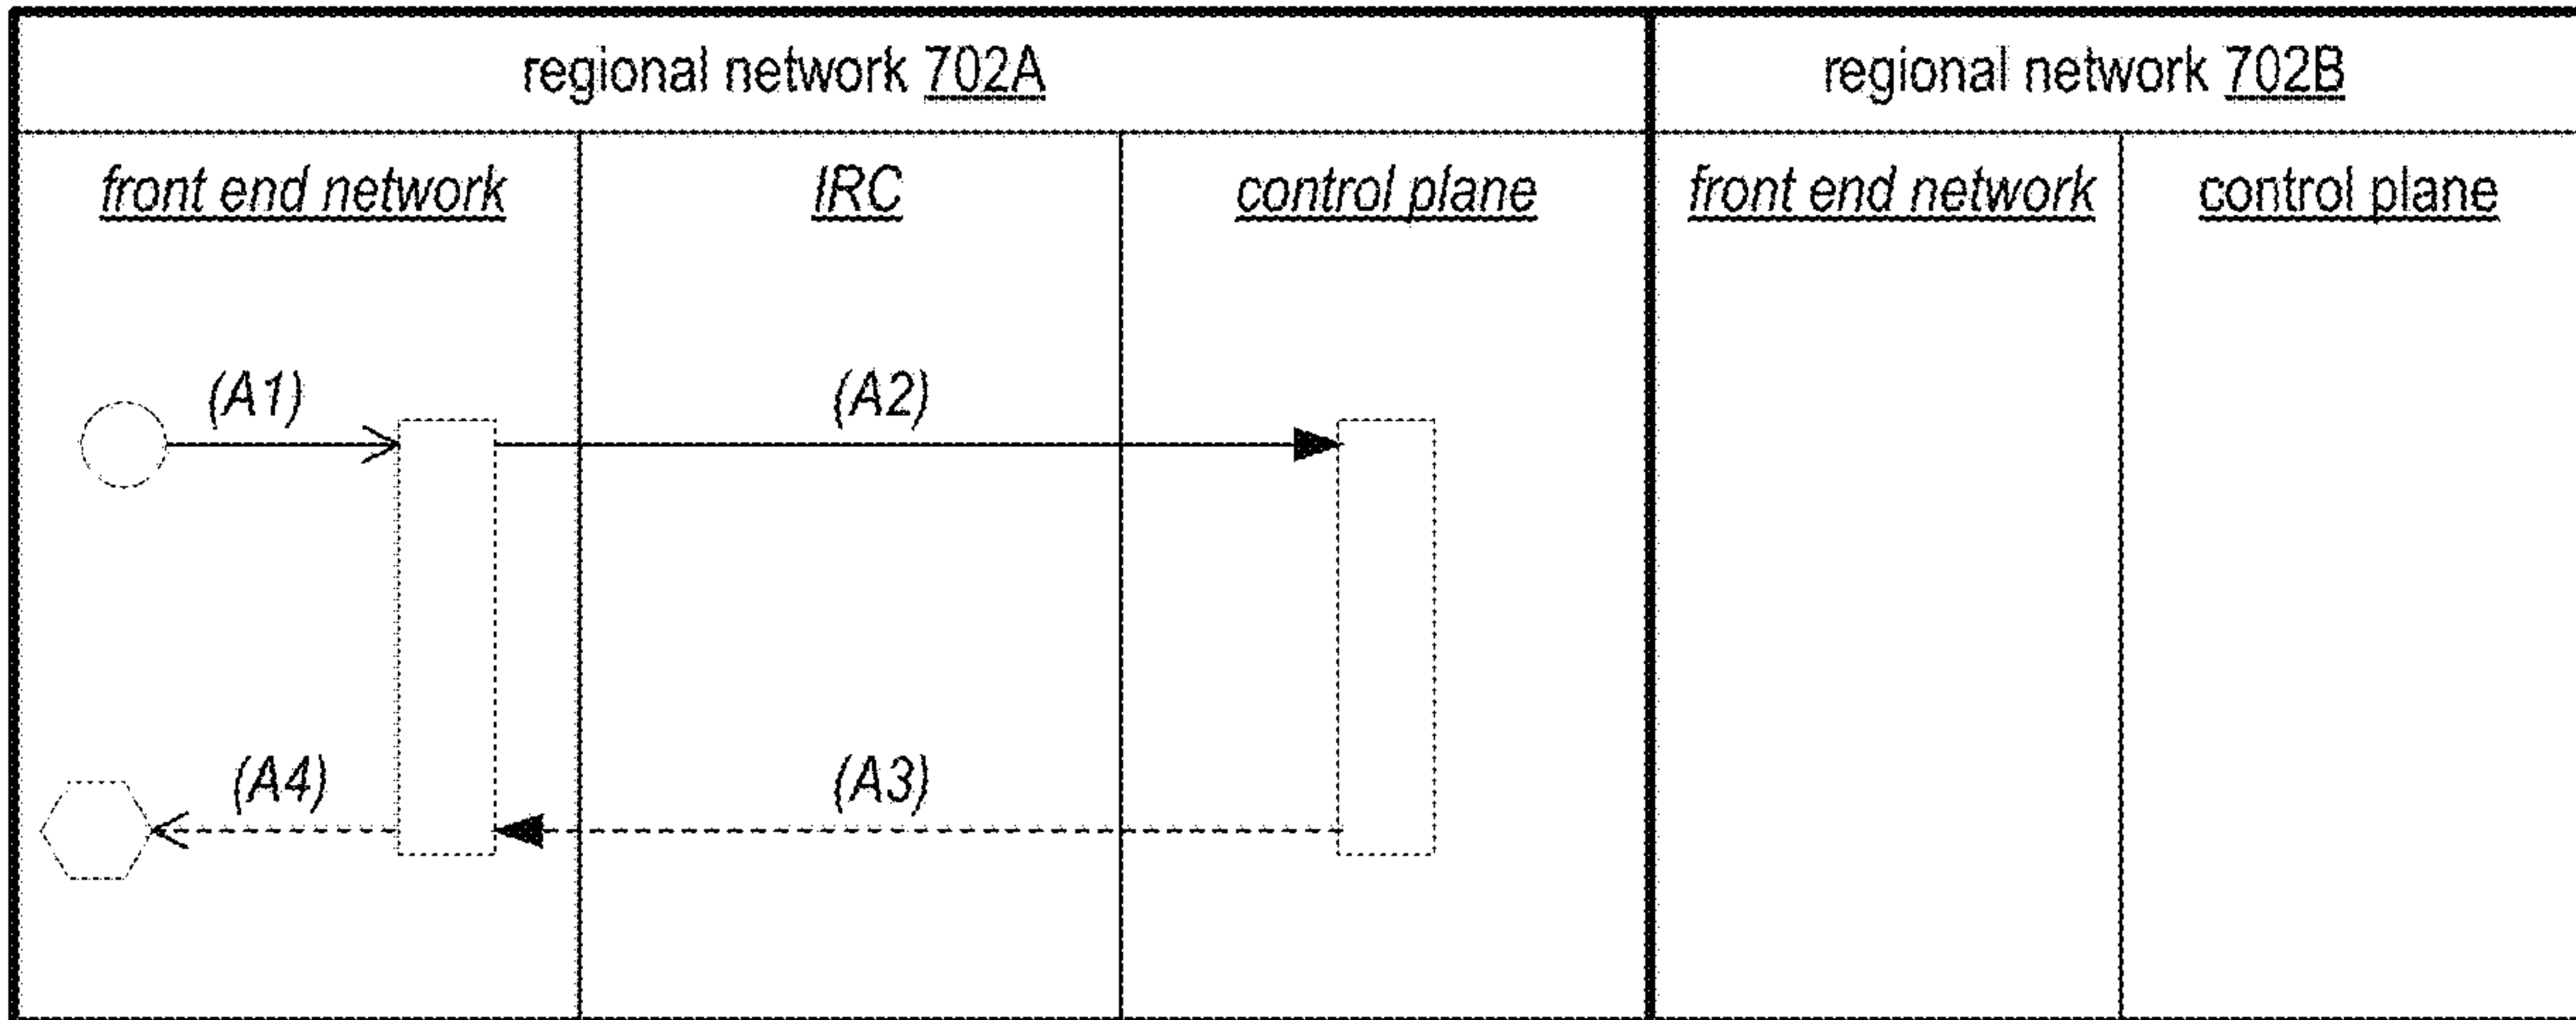 regional network 702A
regional network 702B
front end network
IRC
control plane
front end network
control plane
(A1)
(A2)
(A4)
(A3)